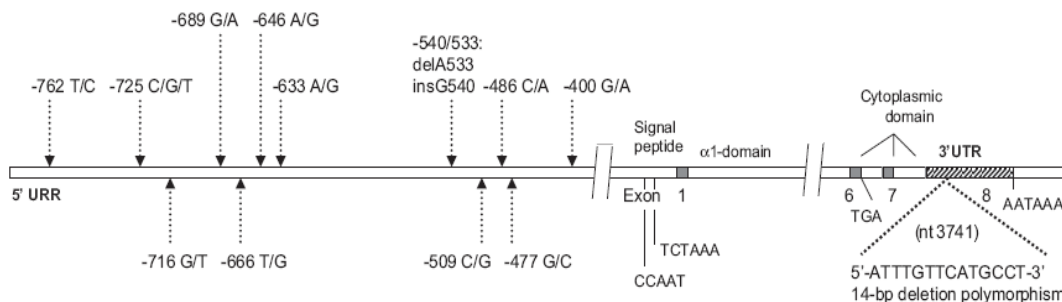 -689 G/A
-646 A/G
-540/533:
delA533
insG540
-762 T/C
-725 C/G/T
-633 A/G
-486 C/A
-400 G/A
Cytoplasmic
domain
Signal
peptide
α1-domain
3'UTR
5' URR
Exon
1
6
7
8
TGA
AATAAA
-716 G/T
-666 T/G
-509 C/G
-477 G/C
TCTAAA
CCAAT
(nt 3741)
5'-ATTTGTTCATGCCT-3'
14-bp deletion polymorphism